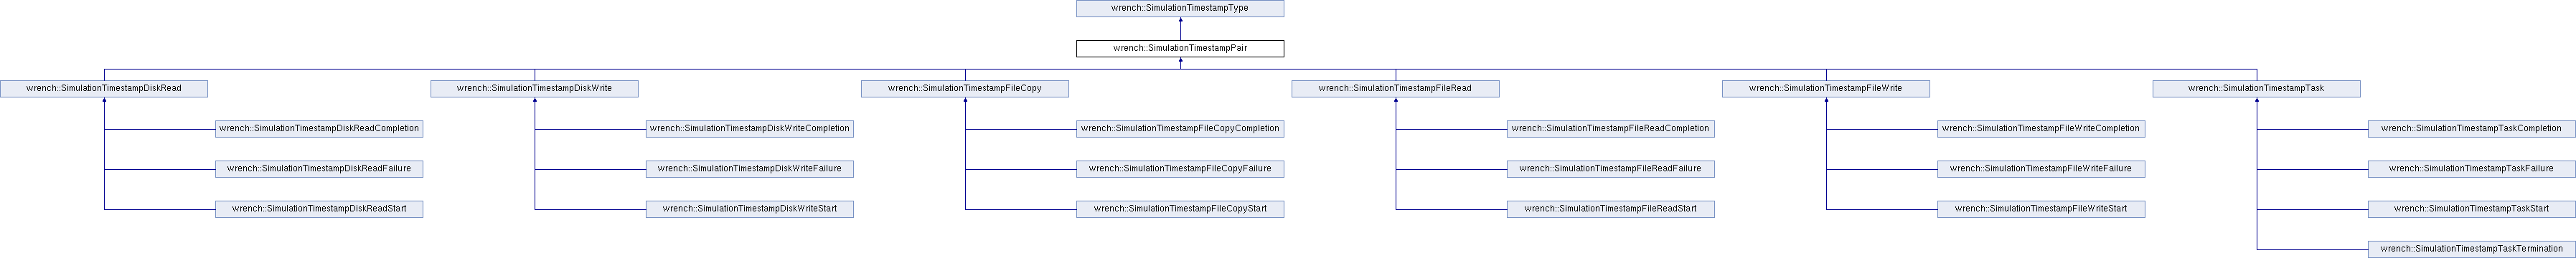 wrench::SimulationTimestampType
wrench::SimulationTimestampPair
wrench::SimulationTimestampDiskRead
wrench::SimulationTimestampDiskWrite
wrench::SimulationTimestampFileCopy
wrench::SimulationTimestampFileRead
wrench::SimulationTimestampFileWrite
wrench::SimulationTimestampTask
wrench::SimulationTimestampDiskReadCompletion
wrench::SimulationTimestampDiskWriteCompletion
wrench::SimulationTimestampFileCopyCompletion
wrench::SimulationTimestampFileReadCompletion
wrench::SimulationTimestampFileWriteCompletion
wrench::SimulationTimestampTaskCompletion
wrench::SimulationTimestampDiskReadFailure
wrench::SimulationTimestampDiskWriteFailure
wrench::SimulationTimestampFileCopyFailure
wrench::SimulationTimestampFileReadFailure
wrench::SimulationTimestampFileWriteFailure
wrench::SimulationTimestampTaskFailure
wrench::SimulationTimestampDiskReadStart
wrench::SimulationTimestampDiskWriteStart
wrench::SimulationTimestampFileCopyStart
wrench::SimulationTimestampFileReadStart
wrench::SimulationTimestampFileWriteStart
wrench::SimulationTimestampTaskStart
wrench::SimulationTimestampTaskTermination